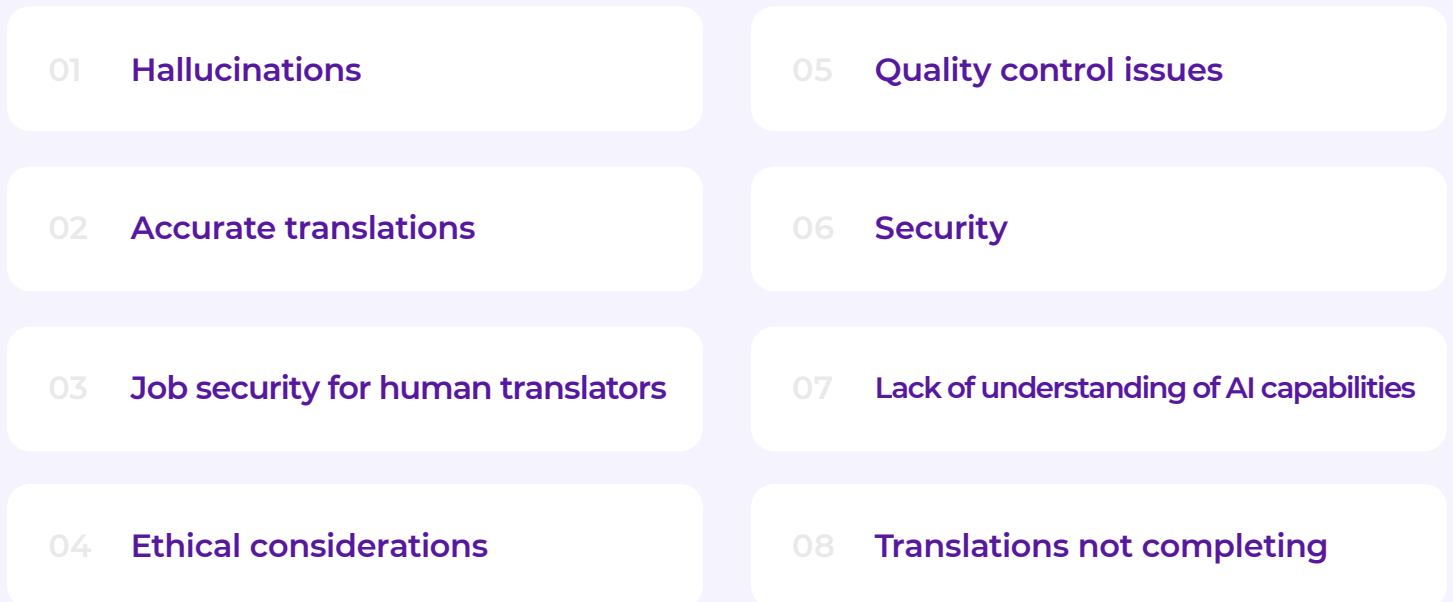 01 Hallucinations
02 Accurate translations
03 Job security for human translators
04 Ethical considerations
05 Quality control issues
06 Security
07 Lack of understanding of AI capabilities
08 Translations not completing